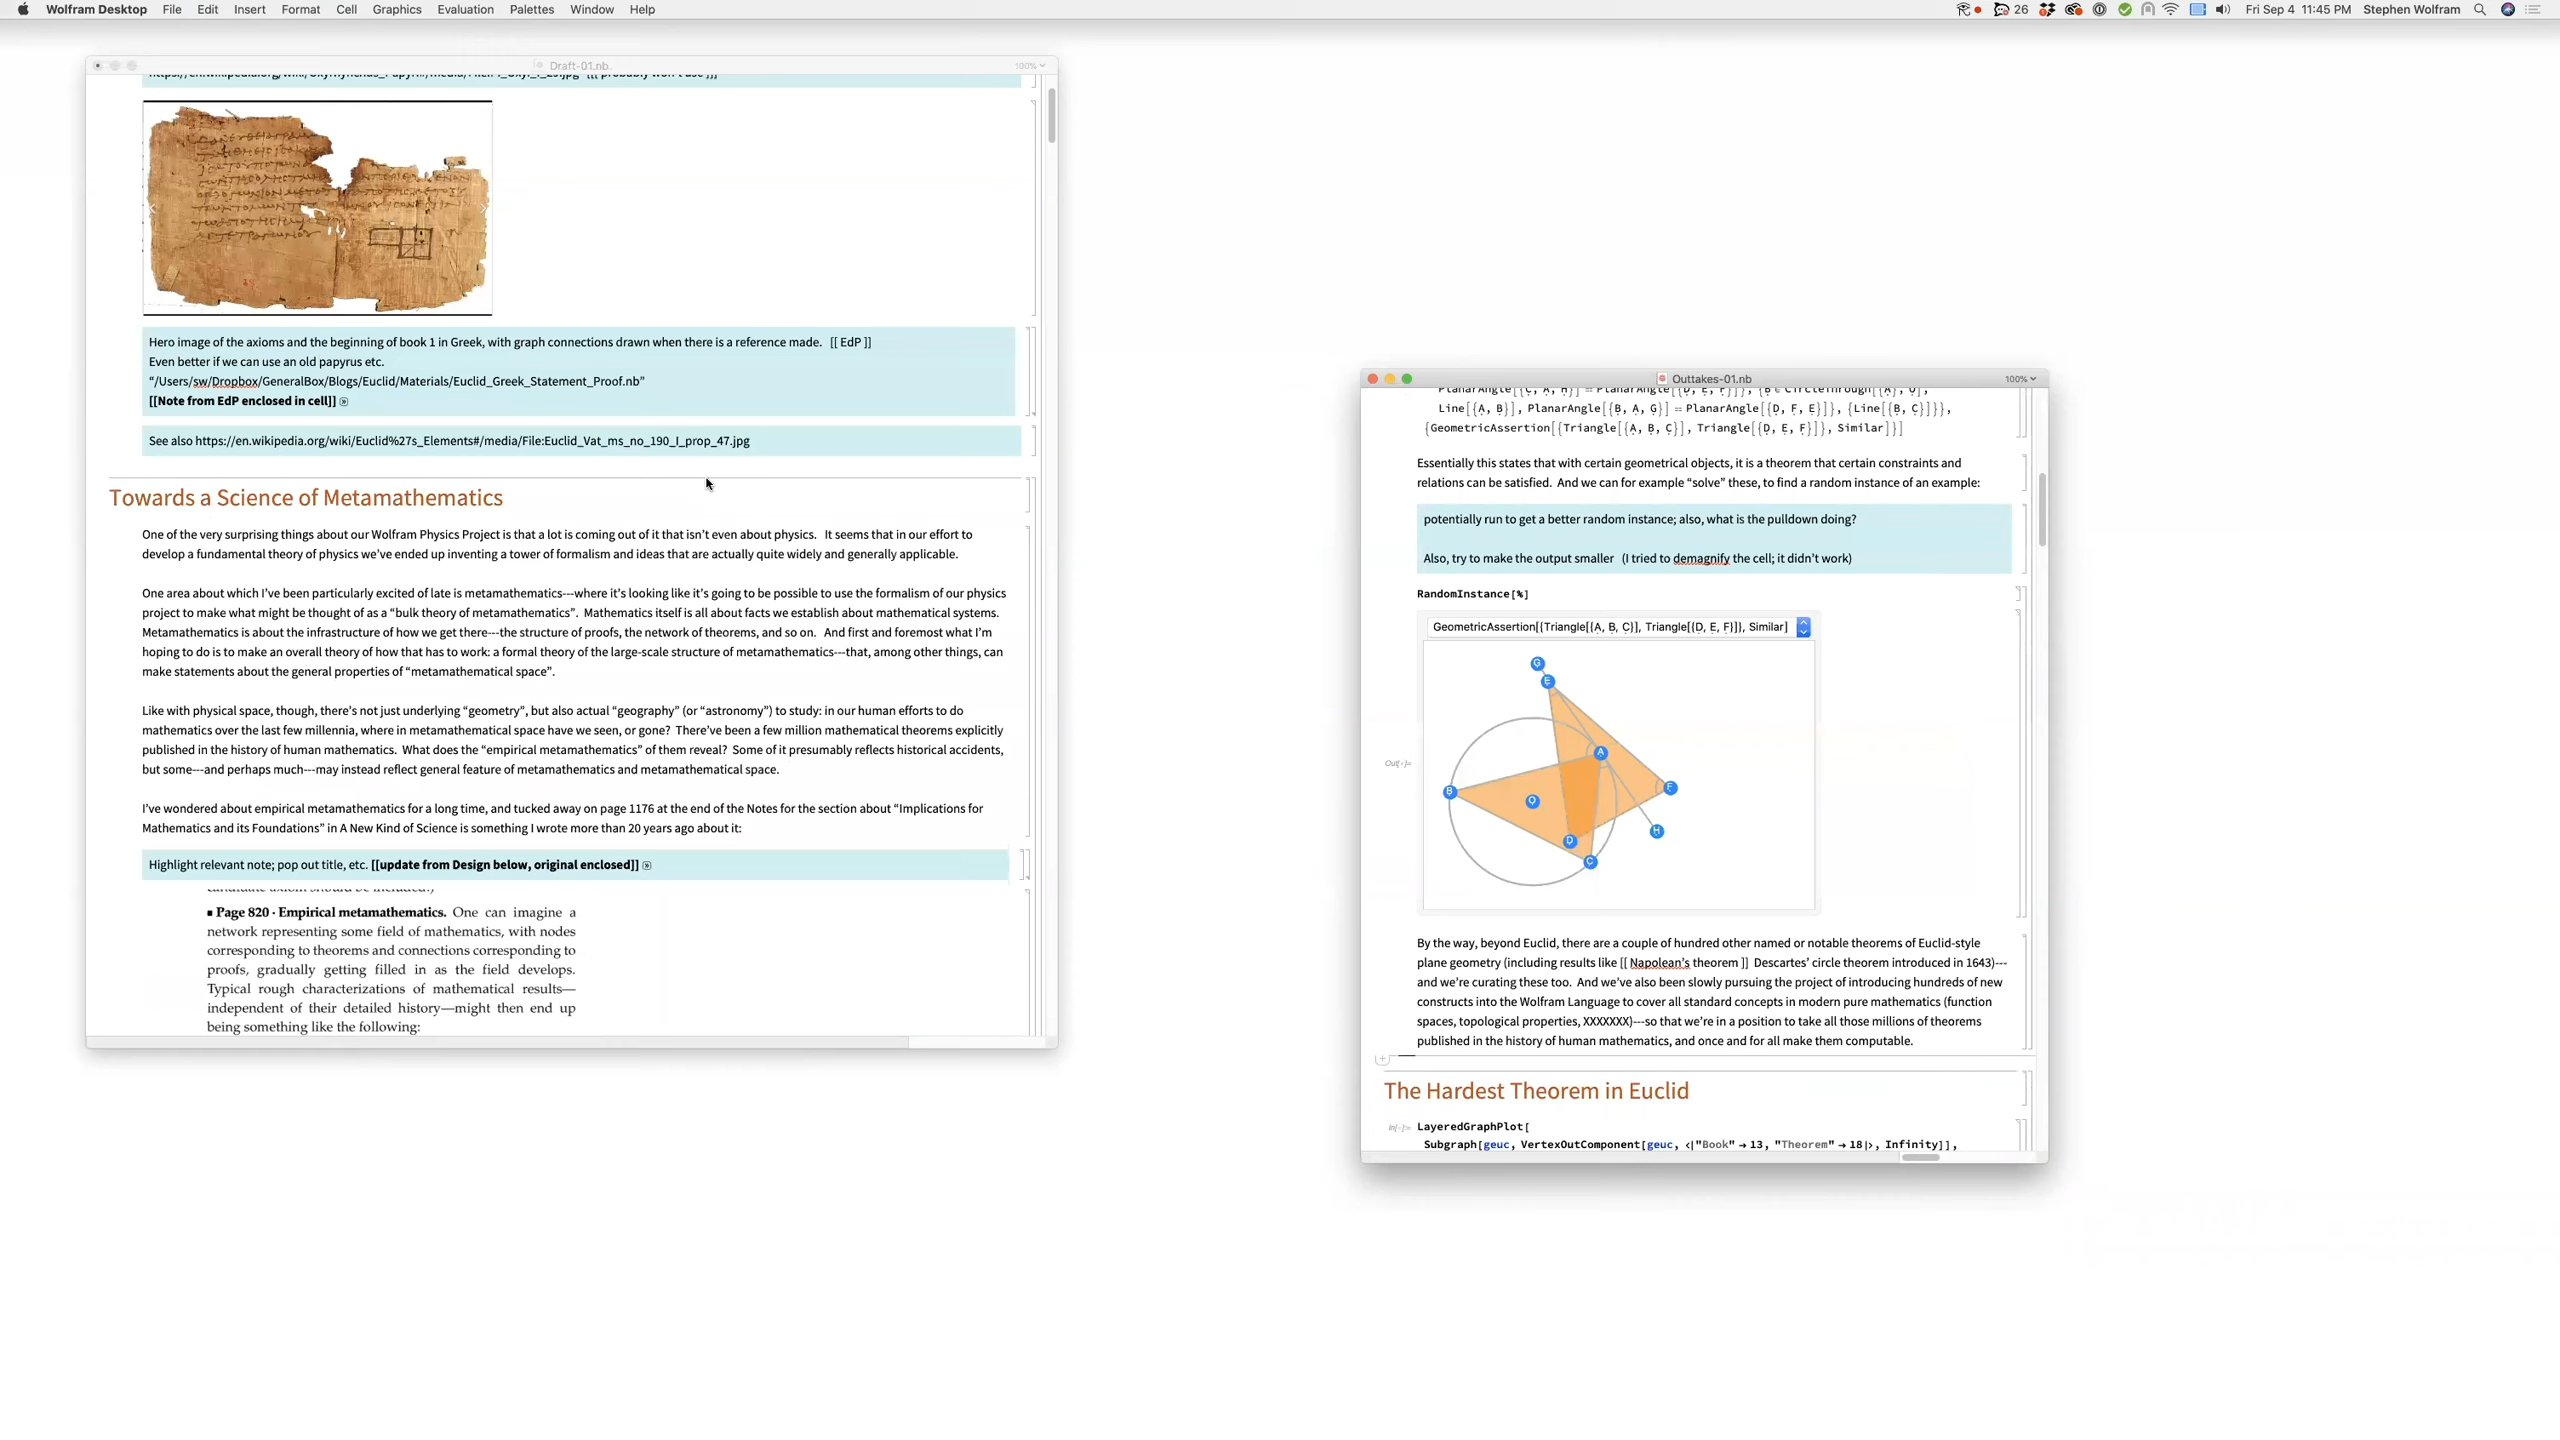 Wolfram Desktop File Edit Insert Format Cell Graphics Evaluation Palettes Window Help
26 Fri Sep 4 11:45 PM Stephen Wolfram
Draft-01.nb
100%
Hero image of the axioms and the beginning of book 1 in Greek, with graph connections drawn when there is a reference made. [[ EdP ]]
Even better if we can use an old papyrus etc.
“/Users/sw/Dropbox/GeneralBox/Blogs/Euclid/Materials/Euclid_Greek_Statement_Proof.nb”
[[Note from EdP enclosed in cell]]
See also https://en.wikipedia.org/wiki/Euclid%27s_Elements#/media/File:Euclid_Vat_ms_no_190_I_prop_47.jpg
Towards a Science of Metamathematics
One of the very surprising things about our Wolfram Physics Project is that a lot is coming out of it that isn’t even about physics. It seems that in our effort to
develop a fundamental theory of physics we’ve ended up inventing a tower of formalism and ideas that are actually quite widely and generally applicable.
One area about which I’ve been particularly excited of late is metamathematics---where it’s looking like it’s going to be possible to use the formalism of our physics
project to make what might be thought of as a “bulk theory of metamathematics”. Mathematics itself is all about facts we establish about mathematical systems.
Metamathematics is about the infrastructure of how we get there---the structure of proofs, the network of theorems, and so on. And first and foremost what I’m
hoping to do is to make an overall theory of how that has to work: a formal theory of the large-scale structure of metamathematics---that, among other things, can
make statements about the general properties of “metamathematical space”.
Like with physical space, though, there’s not just underlying “geometry”, but also actual “geography” (or “astronomy”) to study: in our human efforts to do
mathematics over the last few millennia, where in metamathematical space have we seen, or gone? There’ve been a few million mathematical theorems explicitly
published in the history of human mathematics. What does the “empirical metamathematics” of them reveal? Some of it presumably reflects historical accidents,
but some---and perhaps much---may instead reflect general feature of metamathematics and metamathematical space.
I’ve wondered about empirical metamathematics for a long time, and tucked away on page 1176 at the end of the Notes for the section about “Implications for
Mathematics and its Foundations” in A New Kind of Science is something I wrote more than 20 years ago about it:
Highlight relevant note; pop out title, etc. [[update from Design below, original enclosed]]
▪ Page 820 · Empirical metamathematics. One can imagine a
network representing some field of mathematics, with nodes
corresponding to theorems and connections corresponding to
proofs, gradually getting filled in as the field develops.
Typical rough characterizations of mathematical results—
independent of their detailed history—might then end up
being something like the following:
Outtakes-01.nb
100%
PlanarAngle[{C, A, H}] == PlanarAngle[{D, E, F}]}, {B ∈ CircleThrough[{A}, O],
Line[{A, B}], PlanarAngle[{B, A, G}] == PlanarAngle[{D, F, E}]}, {Line[{B, C}]}},
{GeometricAssertion[{Triangle[{A, B, C}], Triangle[{D, E, F}]}, Similar]}]
Essentially this states that with certain geometrical objects, it is a theorem that certain constraints and
relations can be satisfied. And we can for example “solve” these, to find a random instance of an example:
potentially run to get a better random instance; also, what is the pulldown doing?
Also, try to make the output smaller (I tried to demagnify the cell; it didn’t work)
RandomInstance[%]
GeometricAssertion[{Triangle[{A, B, C}], Triangle[{D, E, F}]}, Similar]
G
E
A
Out[-]=
B
O
F
H
D
C
By the way, beyond Euclid, there are a couple of hundred other named or notable theorems of Euclid-style
plane geometry (including results like [[ Napolean’s theorem ]] Descartes’ circle theorem introduced in 1643)---
and we’re curating these too. And we’ve also been slowly pursuing the project of introducing hundreds of new
constructs into the Wolfram Language to cover all standard concepts in modern pure mathematics (function
spaces, topological properties, XXXXXXX)---so that we’re in a position to take all those millions of theorems
published in the history of human mathematics, and once and for all make them computable.
The Hardest Theorem in Euclid
In[-]:= LayeredGraphPlot[
Subgraph[geuc, VertexOutComponent[geuc, <|"Book" → 13, "Theorem" → 18|>, Infinity]],